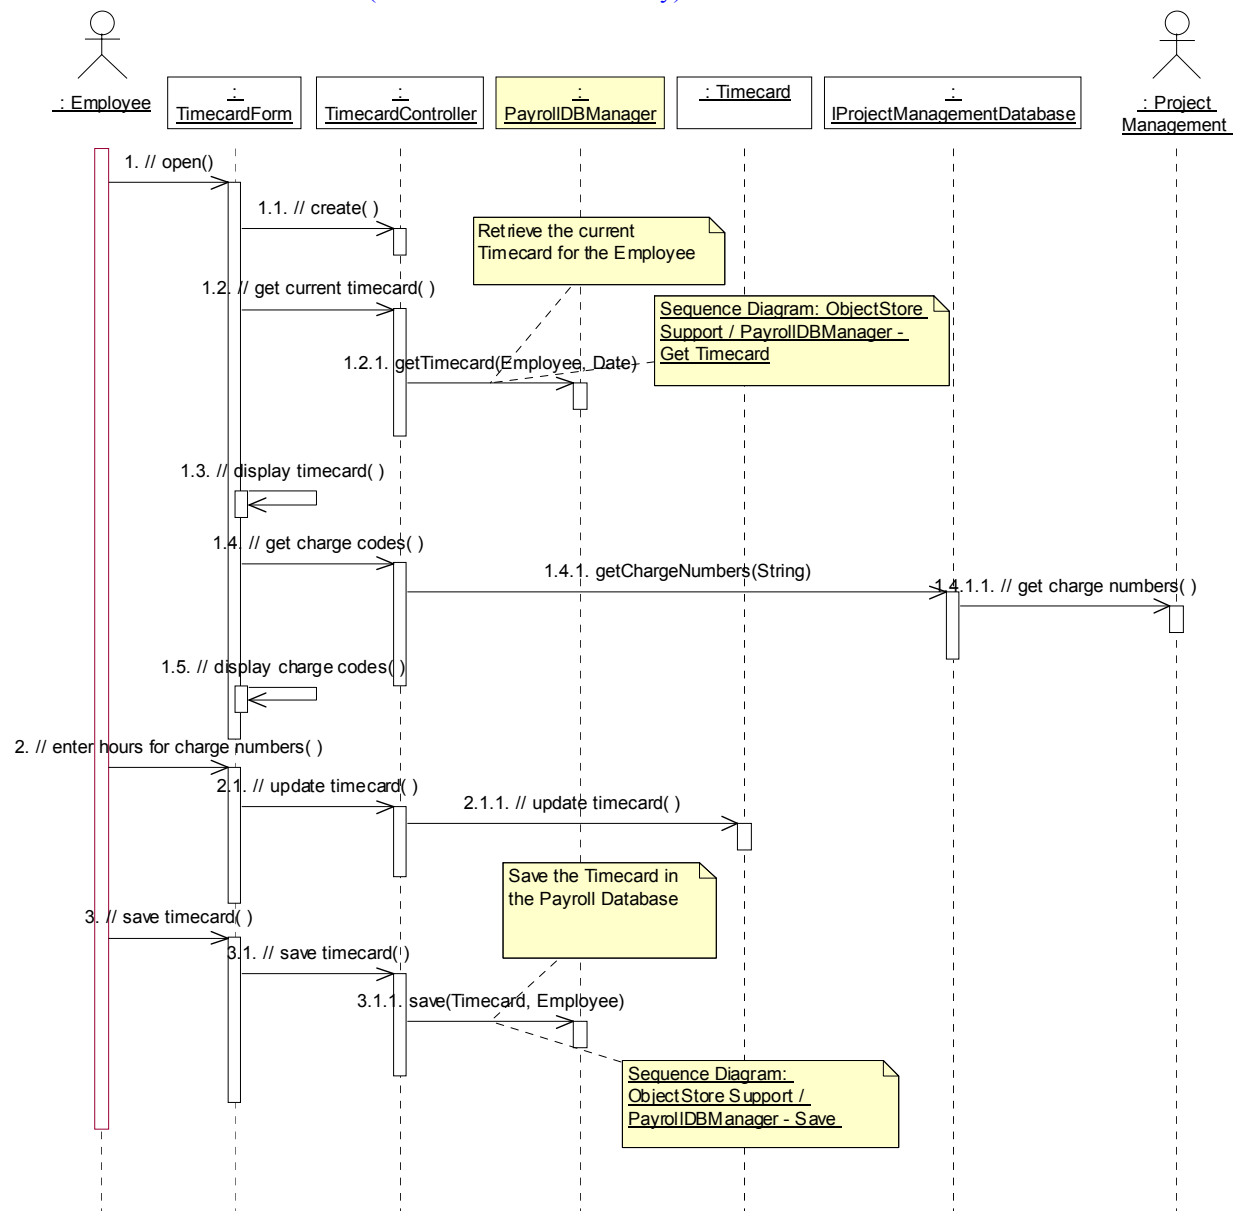 : Employee
:
TimecardForm
:
TimecardController
:
PayrollDBManager
: Timecard
:
IProjectManagementDatabase
: Project
Management
1. // open()
1.1. // create( )
Retrieve the current
Timecard for the Employee
1.2. // get current timecard( )
Sequence Diagram: ObjectStore
Support / PayrollDBManager -
Get Timecard
1.2.1. getTimecard(Employee, Date)
1.3. // display timecard( )
1.4. // get charge codes( )
1.4.1. getChargeNumbers(String)
1.4.1.1. // get charge numbers( )
1.5. // display charge codes( )
2. // enter hours for charge numbers( )
2.1. // update timecard( )
2.1.1. // update timecard( )
Save the Timecard in
the Payroll Database
3. // save timecard( )
3.1. // save timecard( )
3.1.1. save(Timecard, Employee)
Sequence Diagram:
ObjectStore Support /
PayrollDBManager - Save